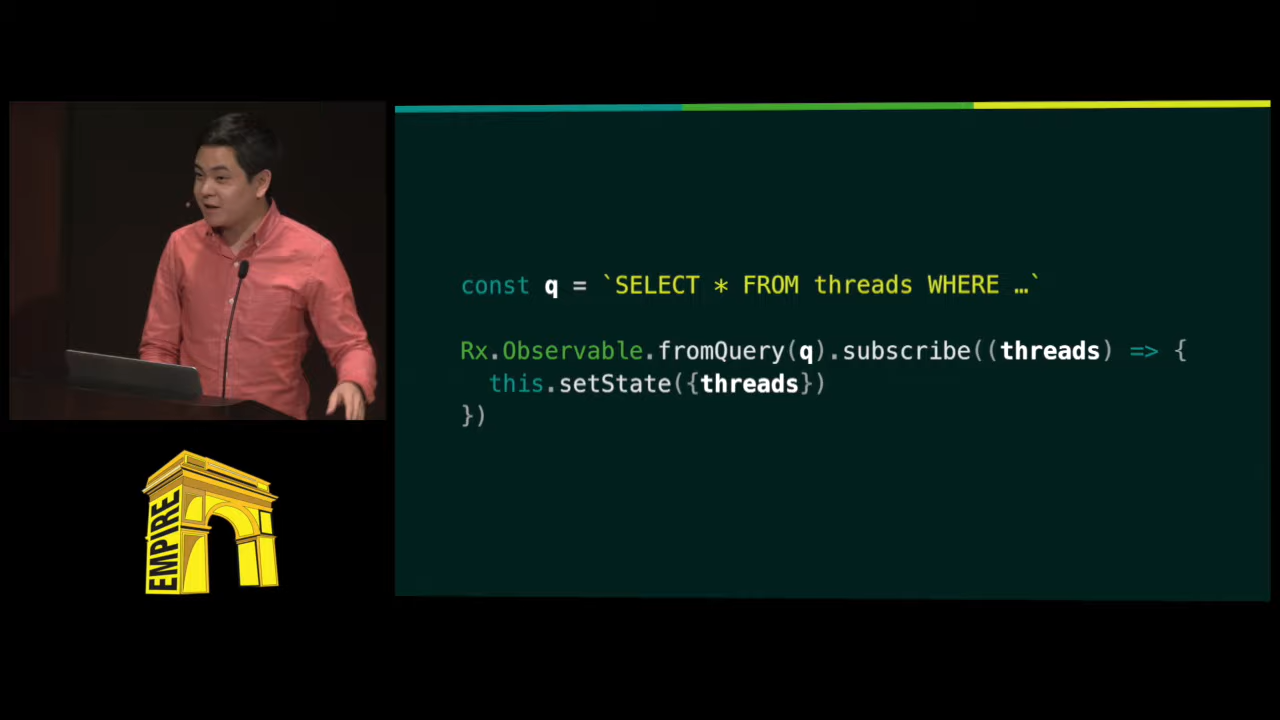 const q = `SELECT * FROM threads WHERE …`
Rx.Observable.fromQuery(q).subscribe((threads) => {
this.setState({threads})
})
EMPIRE